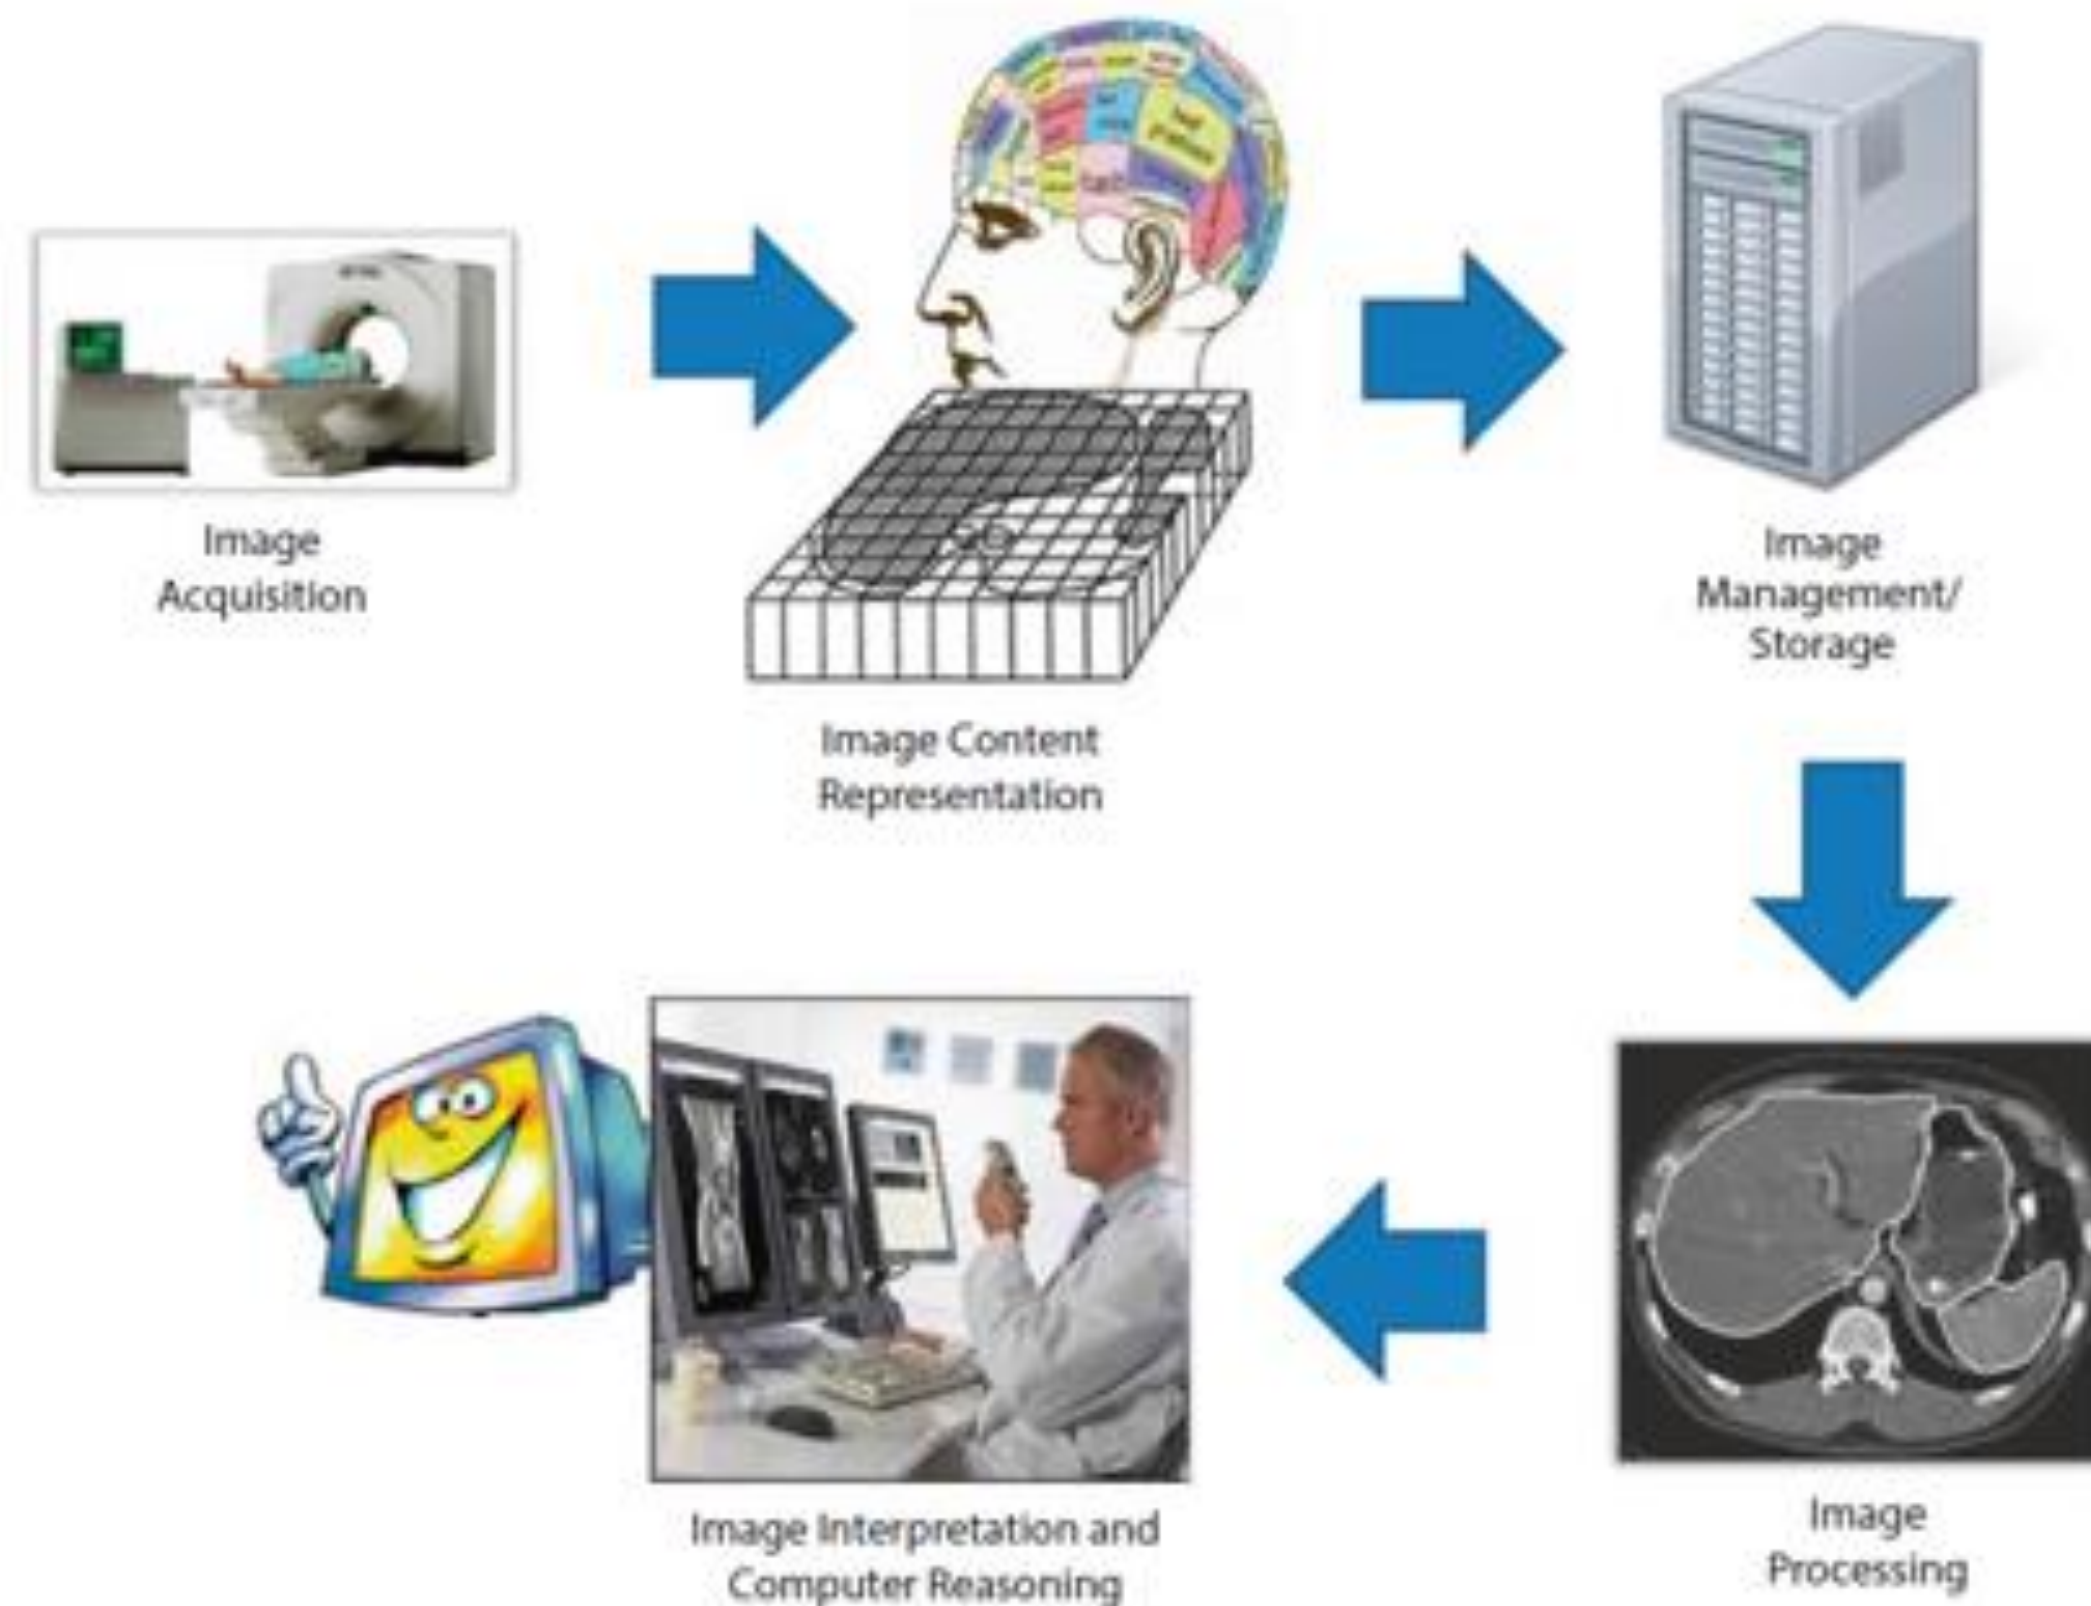 Image
Acquisition
Image Content
Representation
Image
Management/
Storage
Image
Processing
Image Interpretation and
Computer Reasoning